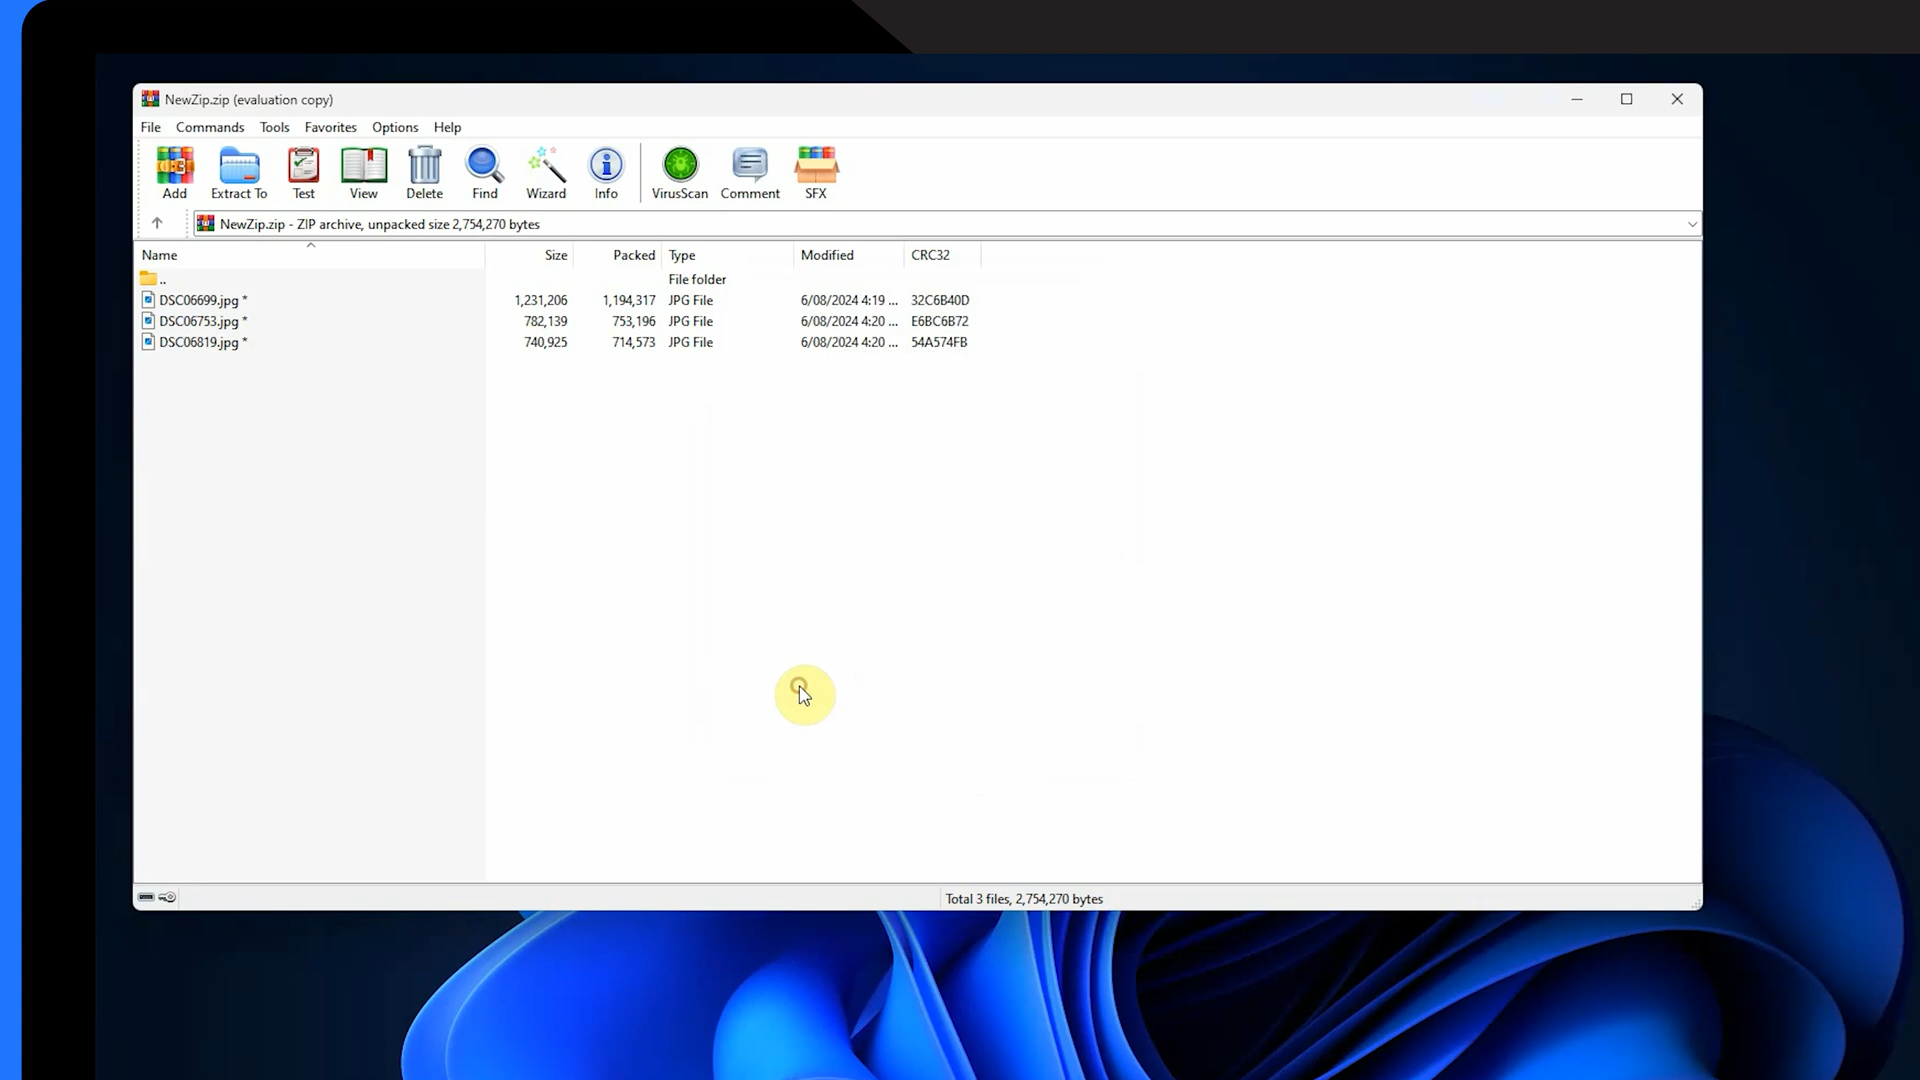 NewZip.zip (evaluation copy)
File Commands Tools Favorites Options Help
Add Extract To Test View Delete Find Wizard Info VirusScan Comment SFX
NewZip.zip - ZIP archive, unpacked size 2,754,270 bytes
Name Size Packed Type Modified CRC32
.. File folder
DSC06699.jpg * 1,231,206 1,194,317 JPG File 6/08/2024 4:19 ... 32C6B40D
DSC06753.jpg * 782,139 753,196 JPG File 6/08/2024 4:20 ... E6BC6B72
DSC06819.jpg * 740,925 714,573 JPG File 6/08/2024 4:20 ... 54A574FB
Total 3 files, 2,754,270 bytes